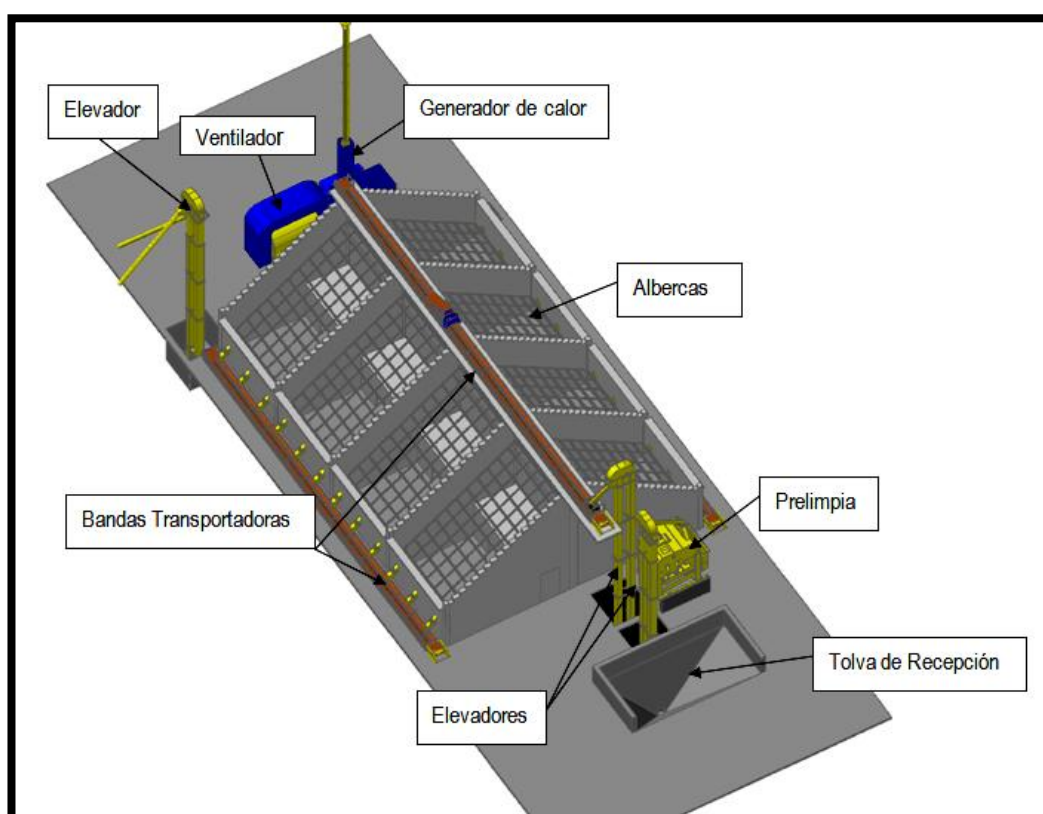 Elevador
Generador de calor
Ventilador
Albercas
Prelimpia
Bandas Transportadoras
Tolva de Recepción
Elevadores